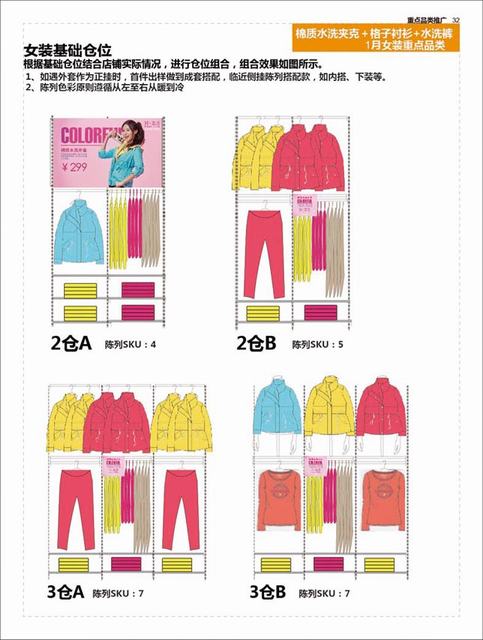 重点品类推广 32
棉质水洗夹克+格子衬衫+水洗裤
1月女装重点品类
女装基础仓位
根据基础仓位结合店铺实际情况，进行仓位组合，组合效果如图所示。
1、如遇外套作为正挂时，首件出样做到成套搭配，临近侧挂陈列搭配款，如内搭、下装等。
2、陈列色彩原则遵循从左至右从暖到冷
COLORFUL
¥299
2仓A 陈列SKU：4
2仓B 陈列SKU：5
3仓A 陈列SKU：7
3仓B 陈列SKU：7